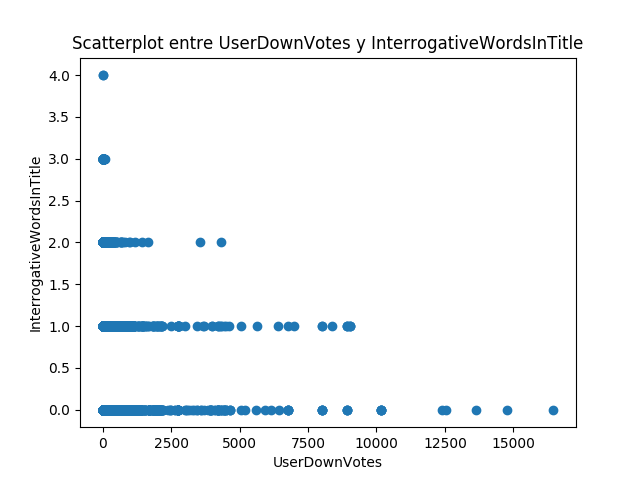 Scatterplot entre UserDownVotes y InterrogativeWordsInTitle
4.0
3.5
3.0
2.5
2.0
1.5
1.0
0.5
0.0
InterrogativeWordsInTitle
0 2500 5000 7500 10000 12500 15000
UserDownVotes